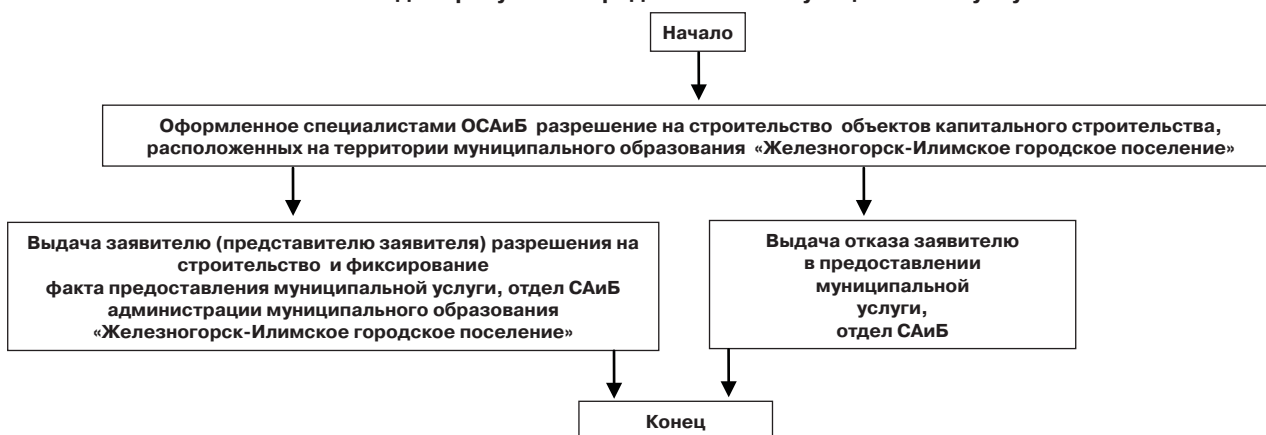 Начало
Оформленное специалистами ОСАиБ разрешение на строительство объектов капитального строительства,
расположенных на территории муниципального образования «Железногорск-Илимское городское поселение»
Выдача заявителю (представителю заявителя) разрешения на
строительство и фиксирование
факта предоставления муниципальной услуги, отдел САиБ
администрации муниципального образования
«Железногорск-Илимское городское поселение»
Выдача отказа заявителю
в предоставлении
муниципальной
услуги,
отдел САиБ
Конец